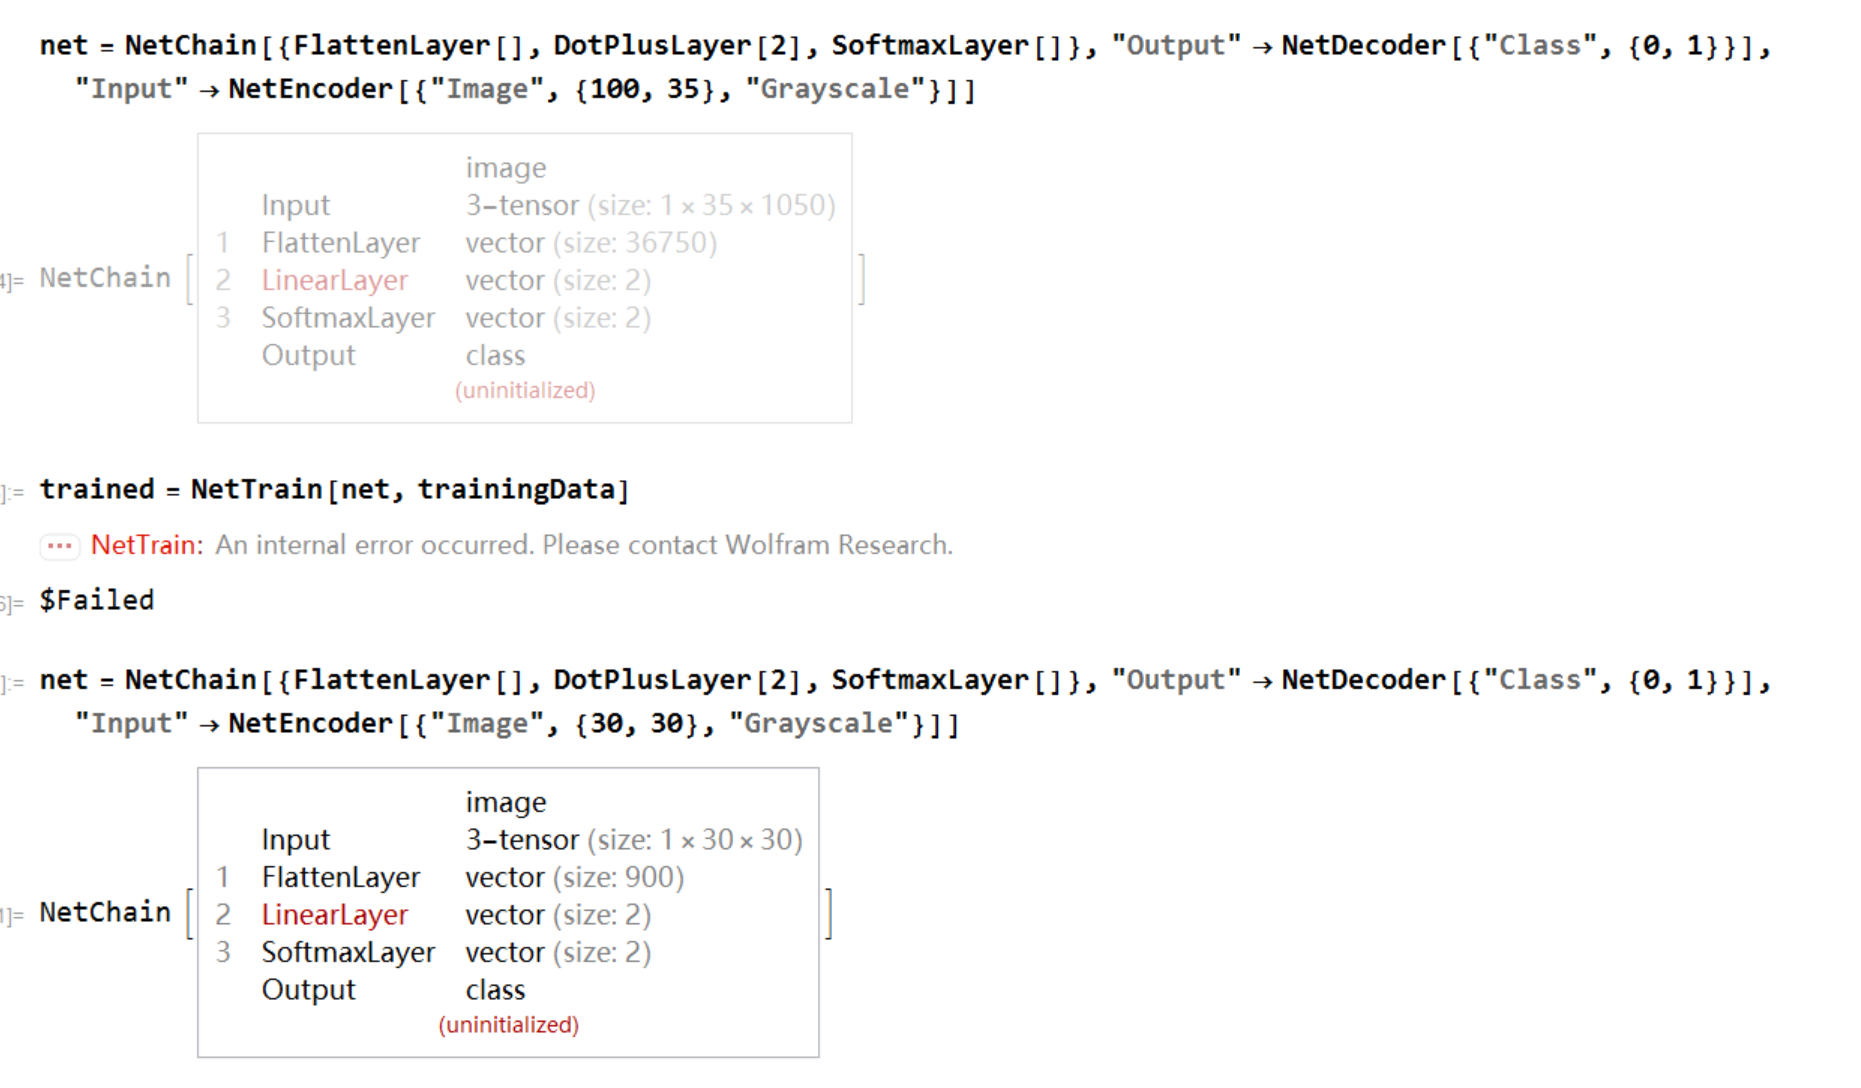 net = NetChain[{FlattenLayer[], DotPlusLayer[2], SoftmaxLayer[]}, "Output" → NetDecoder[{"Class", {0, 1}}],
"Input" → NetEncoder[{"Image", {100, 35}, "Grayscale"}]]
image
Input 3-tensor (size: 1 × 35 × 1050)
1 FlattenLayer vector (size: 36750)
4]= NetChain [ 2 LinearLayer vector (size: 2) ]
3 SoftmaxLayer vector (size: 2)
Output class
(uninitialized)
]:= trained = NetTrain[net, trainingData]
··· NetTrain: An internal error occurred. Please contact Wolfram Research.
6]= $Failed
]:= net = NetChain[{FlattenLayer[], DotPlusLayer[2], SoftmaxLayer[]}, "Output" → NetDecoder[{"Class", {0, 1}}],
"Input" → NetEncoder[{"Image", {30, 30}, "Grayscale"}]]
image
Input 3-tensor (size: 1 × 30 × 30)
1 FlattenLayer vector (size: 900)
]= NetChain [ 2 LinearLayer vector (size: 2) ]
3 SoftmaxLayer vector (size: 2)
Output class
(uninitialized)